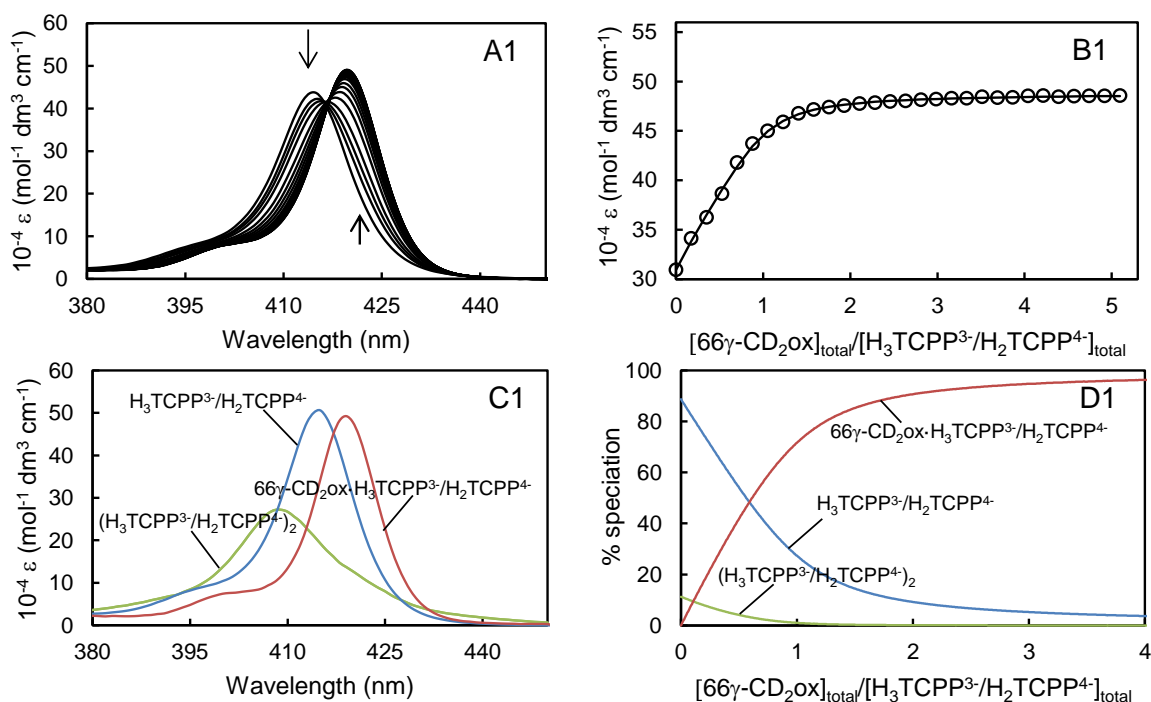 60
50
40
30
20
10
0
10⁻⁴ ε (mol⁻¹ dm³ cm⁻¹)
A1
380 395 410 425 440
Wavelength (nm)
55
50
45
40
35
30
10⁻⁴ ε (mol⁻¹ dm³ cm⁻¹)
B1
0 1 2 3 4 5
[66γ-CD₂ox]total/[H₃TCPP³⁻/H₂TCPP⁴⁻]total
60
50
40
30
20
10
0
10⁻⁴ ε (mol⁻¹ dm³ cm⁻¹)
C1
H₃TCPP³⁻/H₂TCPP⁴⁻
66γ-CD₂ox·H₃TCPP³⁻/H₂TCPP⁴⁻
(H₃TCPP³⁻/H₂TCPP⁴⁻)₂
380 395 410 425 440
Wavelength (nm)
100
80
60
40
20
0
% speciation
D1
66γ-CD₂ox·H₃TCPP³⁻/H₂TCPP⁴⁻
H₃TCPP³⁻/H₂TCPP⁴⁻
(H₃TCPP³⁻/H₂TCPP⁴⁻)₂
0 1 2 3 4
[66γ-CD₂ox]total/[H₃TCPP³⁻/H₂TCPP⁴⁻]total